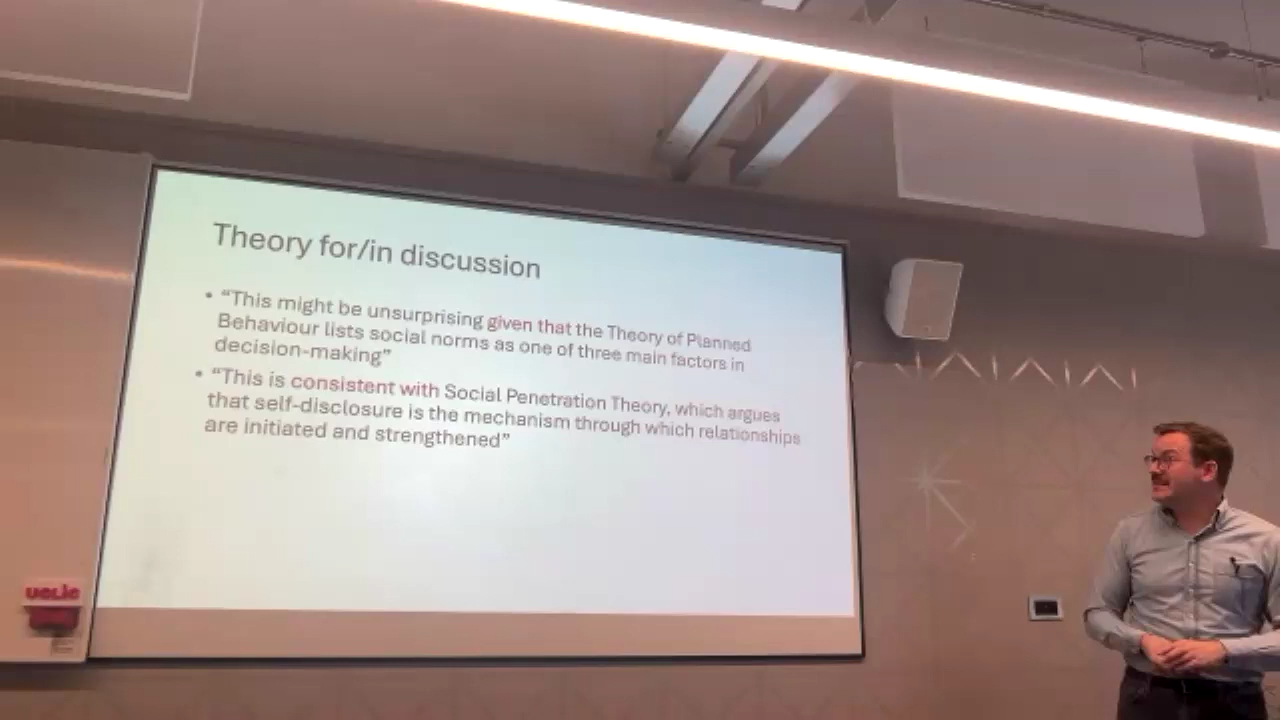 Theory for/in discussion
• “This might be unsurprising given that the Theory of Planned
Behaviour lists social norms as one of three main factors in
decision-making”
• “This is consistent with Social Penetration Theory, which argues
that self-disclosure is the mechanism through which relationships
are initiated and strengthened”